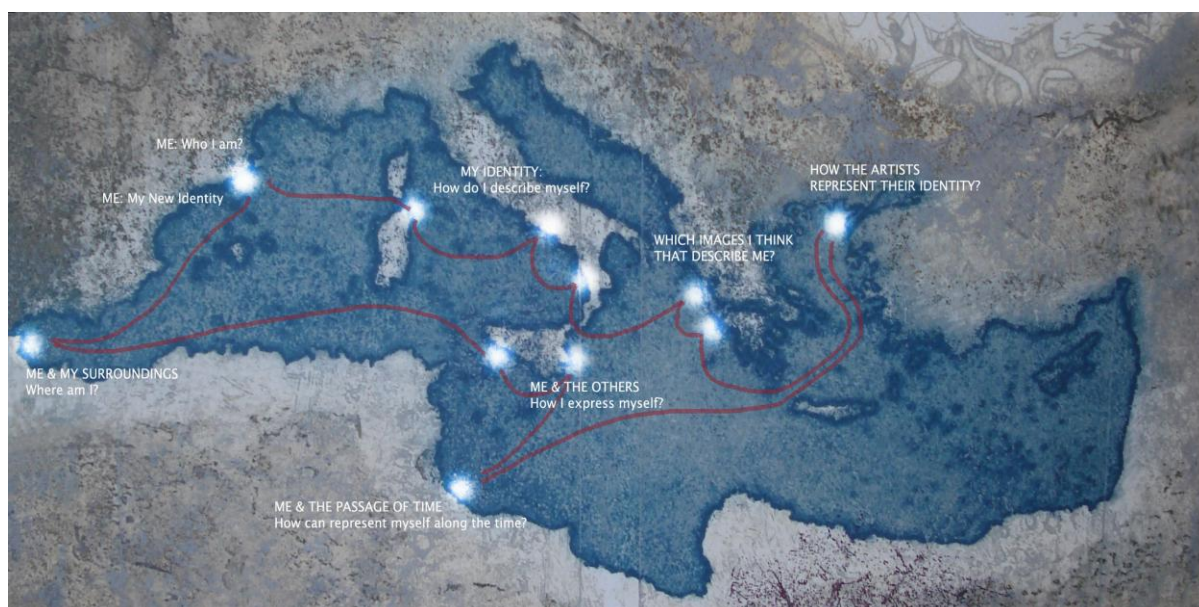 ME: Who I am?
ME: My New Identity
MY IDENTITY:
How do I describe myself?
HOW THE ARTISTS
REPRESENT THEIR IDENTITY?
WHICH IMAGES I THINK
THAT DESCRIBE ME?
ME & MY SURROUNDINGS
Where am I?
ME & THE OTHERS
How I express myself?
ME & THE PASSAGE OF TIME
How can represent myself along the time?